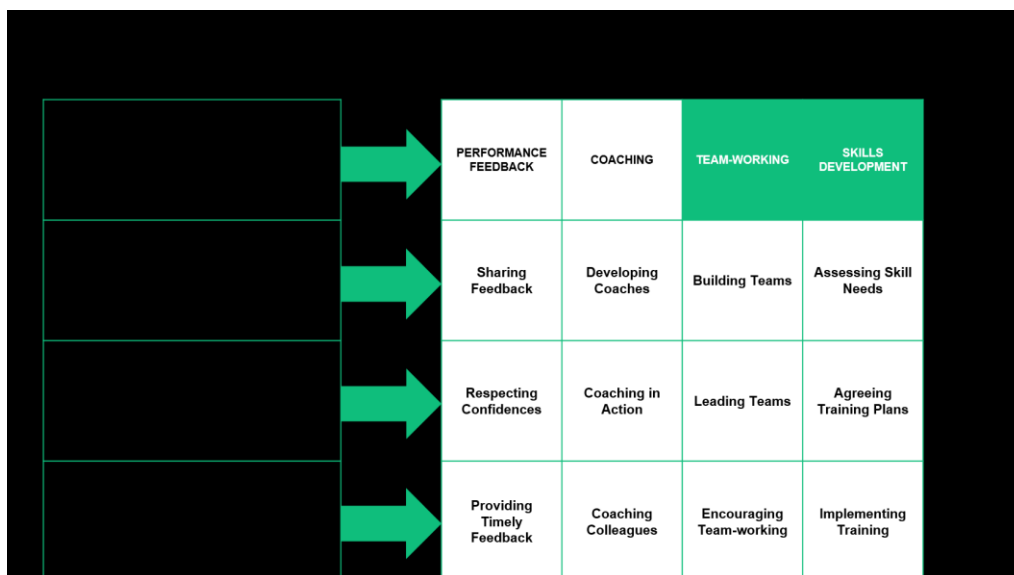 PERFORMANCE
FEEDBACK
COACHING
TEAM-WORKING
SKILLS
DEVELOPMENT
Sharing
Feedback
Developing
Coaches
Building Teams
Assessing Skill
Needs
Respecting
Confidences
Coaching in
Action
Leading Teams
Agreeing
Training Plans
Providing
Timely
Feedback
Coaching
Colleagues
Encouraging
Team-working
Implementing
Training